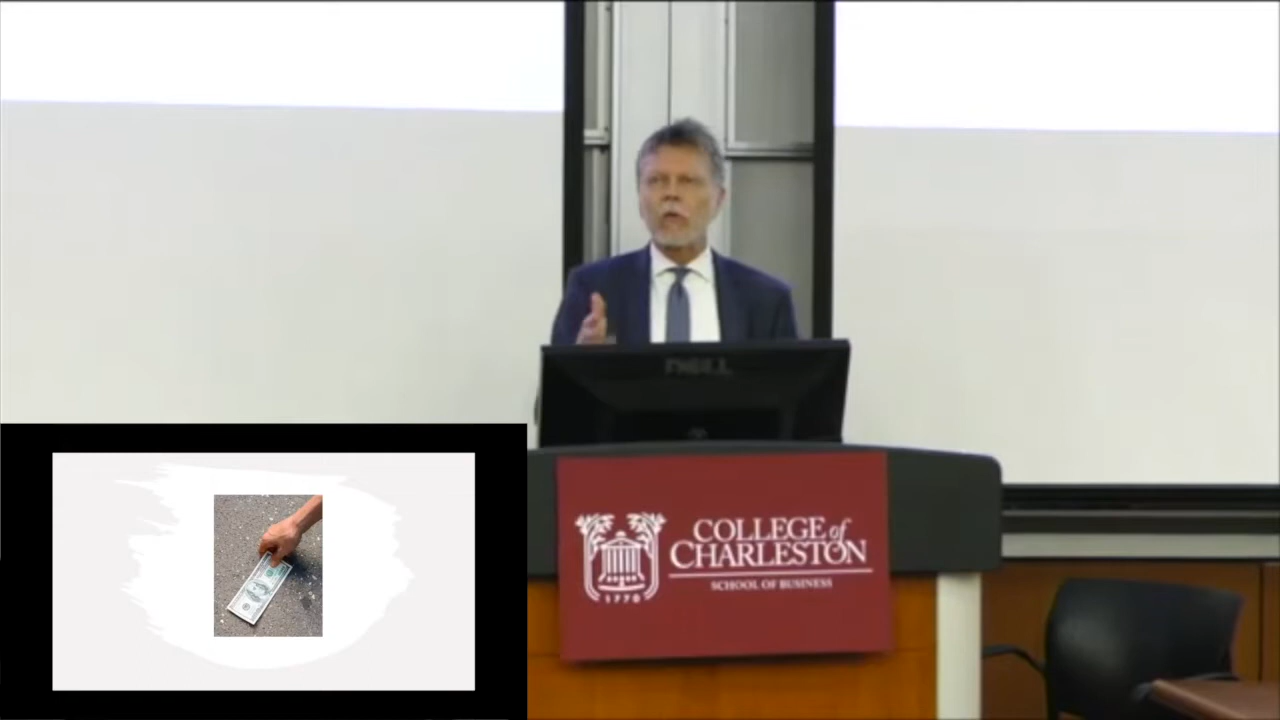 DELL
COLLEGE of
CHARLESTON
SCHOOL OF BUSINESS
1770